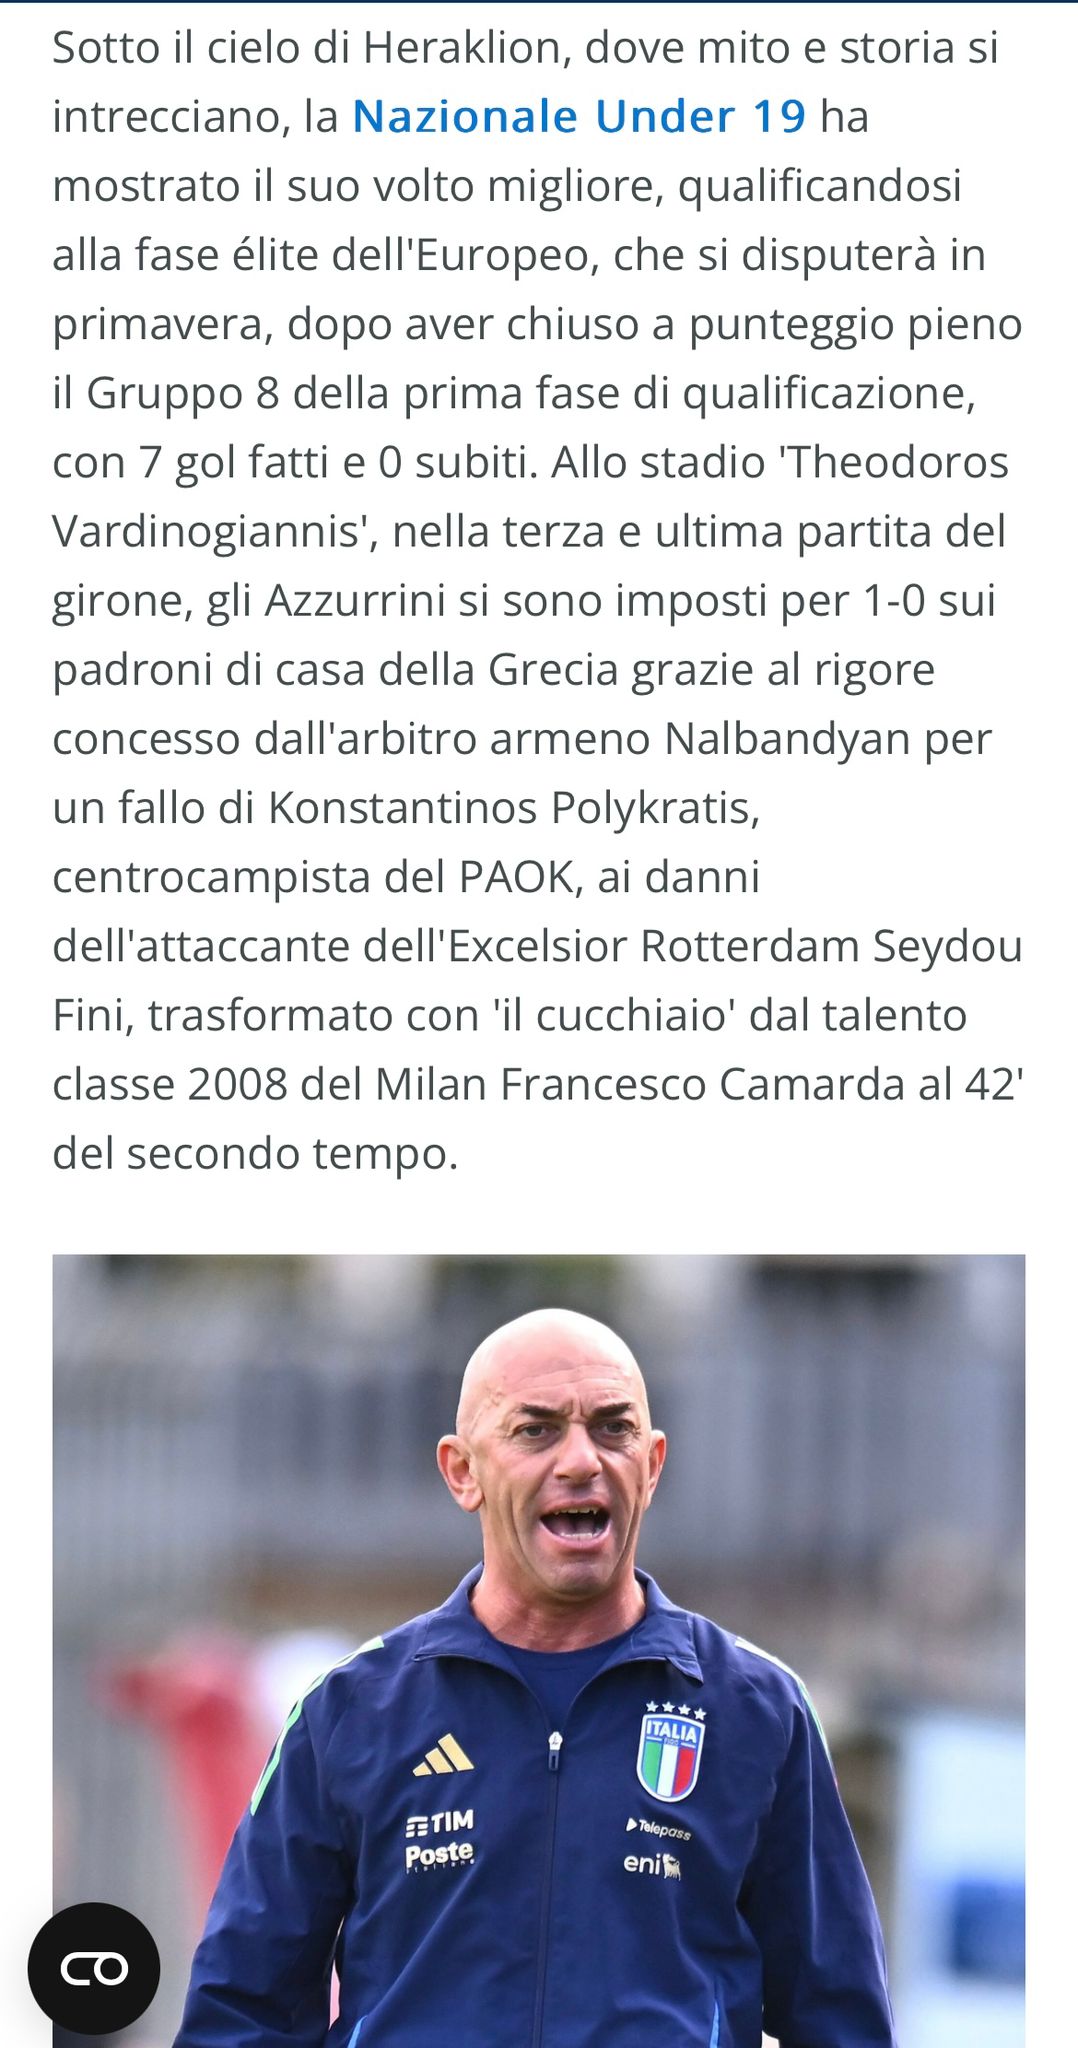 Sotto il cielo di Heraklion, dove mito e storia si
intrecciano, la Nazionale Under 19 ha
mostrato il suo volto migliore, qualificandosi
alla fase élite dell'Europeo, che si disputerà in
primavera, dopo aver chiuso a punteggio pieno
il Gruppo 8 della prima fase di qualificazione,
con 7 gol fatti e 0 subiti. Allo stadio 'Theodoros
Vardinogiannis', nella terza e ultima partita del
girone, gli Azzurrini si sono imposti per 1-0 sui
padroni di casa della Grecia grazie al rigore
concesso dall'arbitro armeno Nalbandyan per
un fallo di Konstantinos Polykratis,
centrocampista del PAOK, ai danni
dell'attaccante dell'Excelsior Rotterdam Seydou
Fini, trasformato con 'il cucchiaio' dal talento
classe 2008 del Milan Francesco Camarda al 42'
del secondo tempo.
ITALIA
FIGC
TIM
Poste
italiane
Telepass
eni